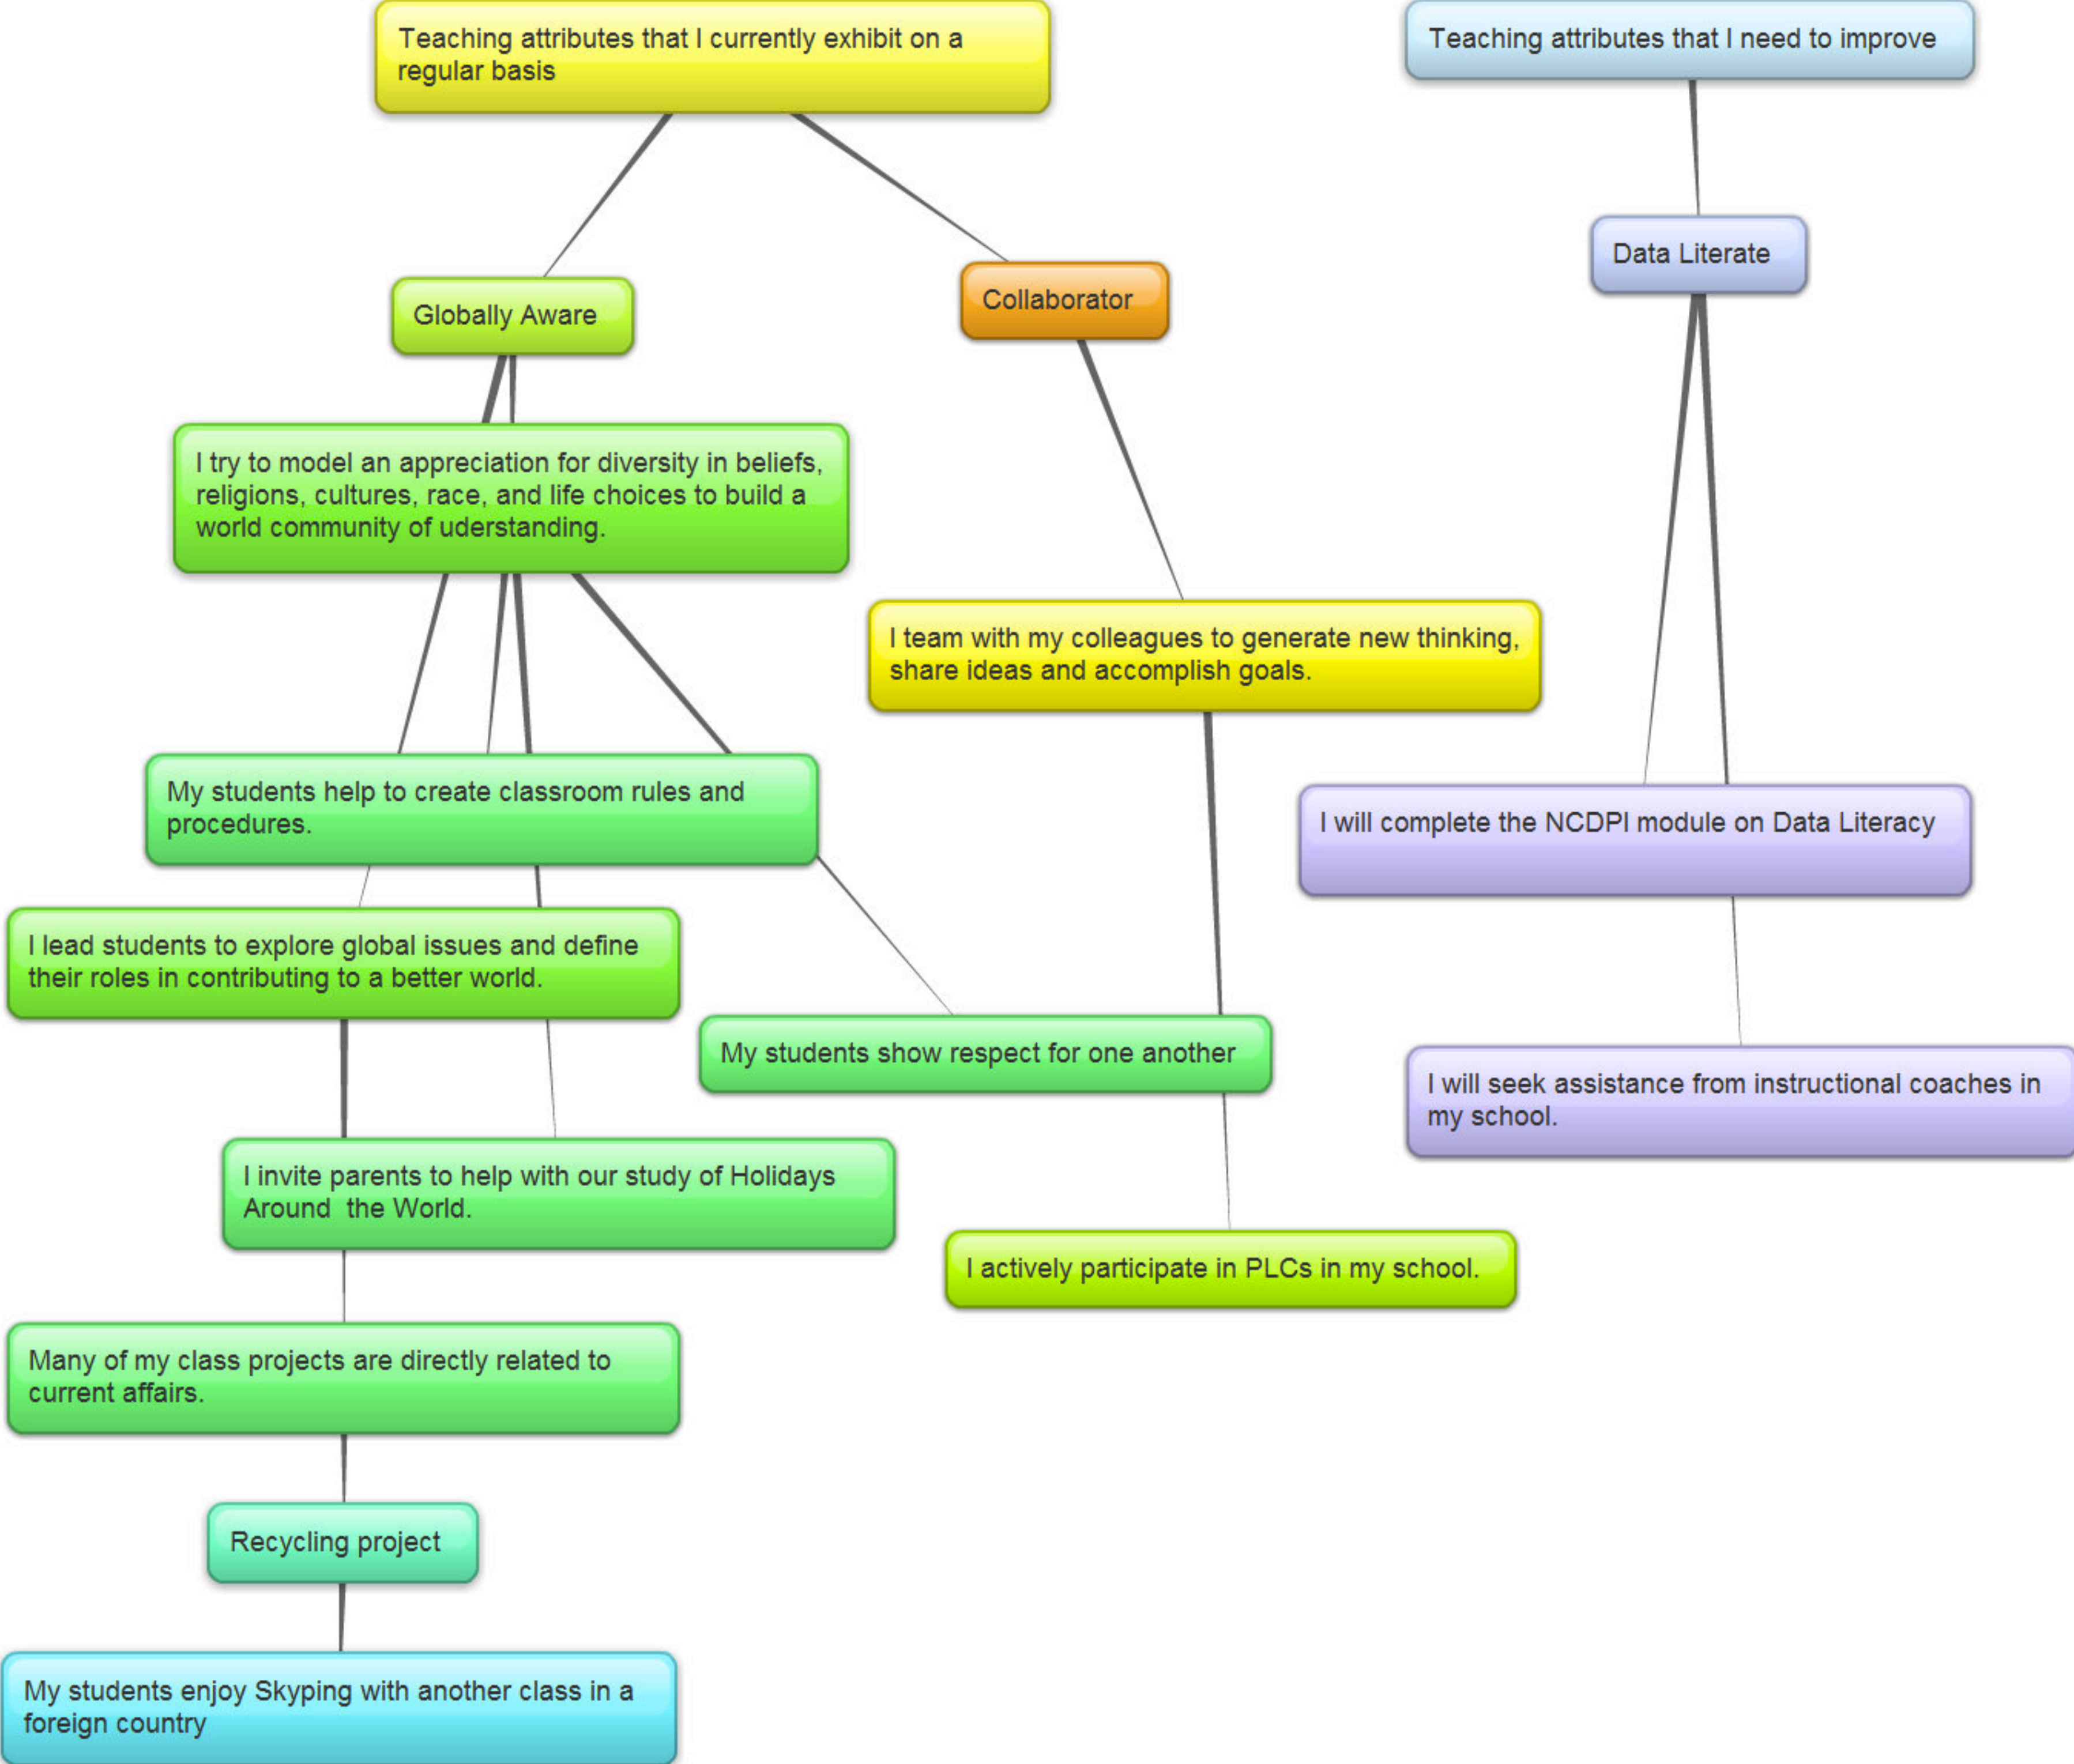 Teaching attributes that I currently exhibit on a
regular basis
Teaching attributes that I need to improve
Data Literate
Globally Aware
Collaborator
I try to model an appreciation for diversity in beliefs,
religions, cultures, race, and life choices to build a
world community of uderstanding.
I team with my colleagues to generate new thinking,
share ideas and accomplish goals.
My students help to create classroom rules and
procedures.
I will complete the NCDPI module on Data Literacy
I lead students to explore global issues and define
their roles in contributing to a better world.
My students show respect for one another
I will seek assistance from instructional coaches in
my school.
I invite parents to help with our study of Holidays
Around  the World.
I actively participate in PLCs in my school.
Many of my class projects are directly related to
current affairs.
Recycling project
My students enjoy Skyping with another class in a
foreign country